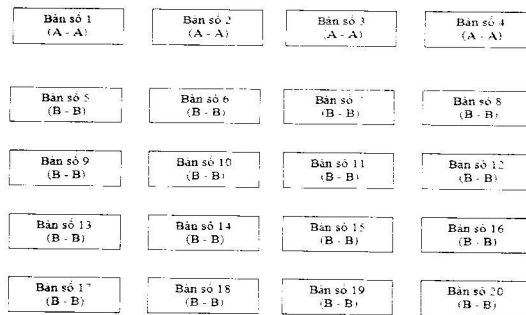 Bàn số 1
(A - A)
Bàn số 2
(A - A)
Bàn số 3
(A - A)
Bàn số 4
(A - A)
Bàn số 5
(B - B)
Bàn số 6
(B - B)
Bàn số
(B - B)
Bàn số 8
(B - B)
Bàn số 9
(B - B)
Bàn số 10
(B - B)
Bàn số 11
(B - B)
Bàn số 12
(B - B)
Bàn số 13
(B - B)
Bàn số 14
(B - B)
Bàn số 15
(B - B)
Bàn số 16
(B - B)
Bàn số 17
(B - B)
Bàn số 18
(B - B)
Bàn số 19
(B - B)
Bàn số 20
(B - B)